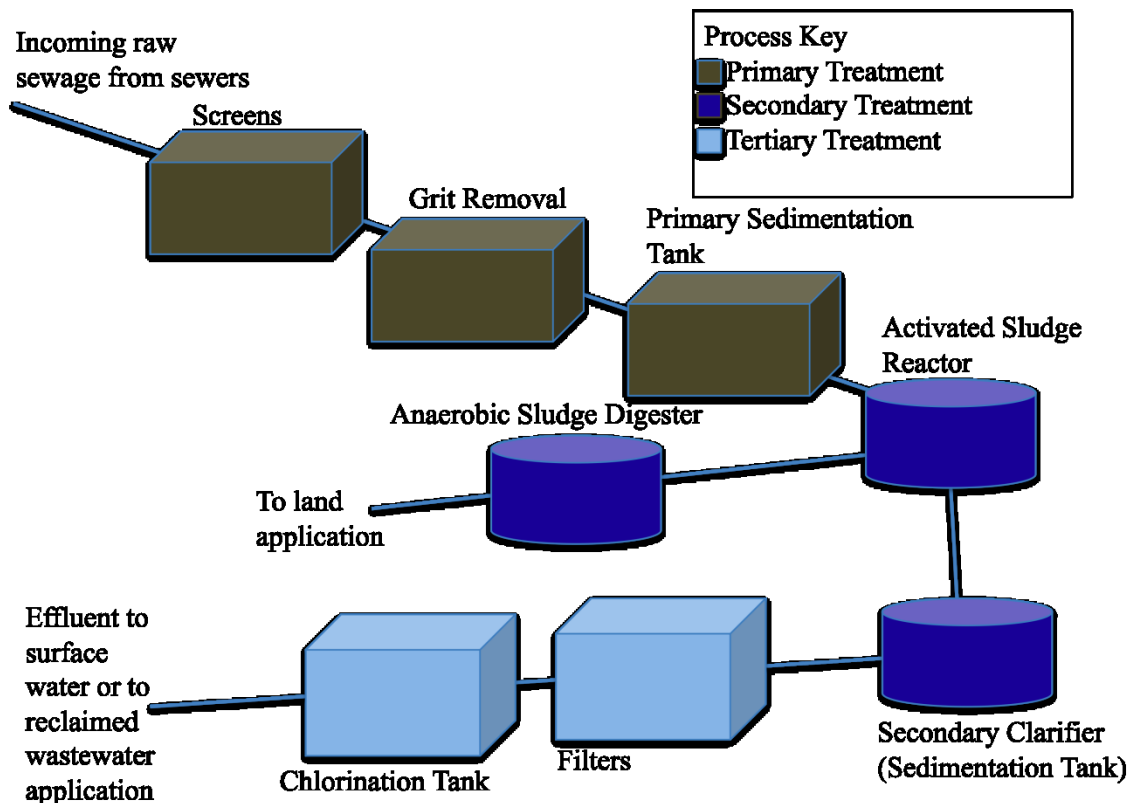 Incoming raw
sewage from sewers
Process Key
Primary Treatment
Secondary Treatment
Tertiary Treatment
Screens
Grit Removal
Primary Sedimentation
Tank
Activated Sludge
Reactor
Anaerobic Sludge Digester
To land
application
Effluent to
surface
water or to
reclaimed
wastewater
application
Chlorination Tank
Filters
Secondary Clarifier
(Sedimentation Tank)